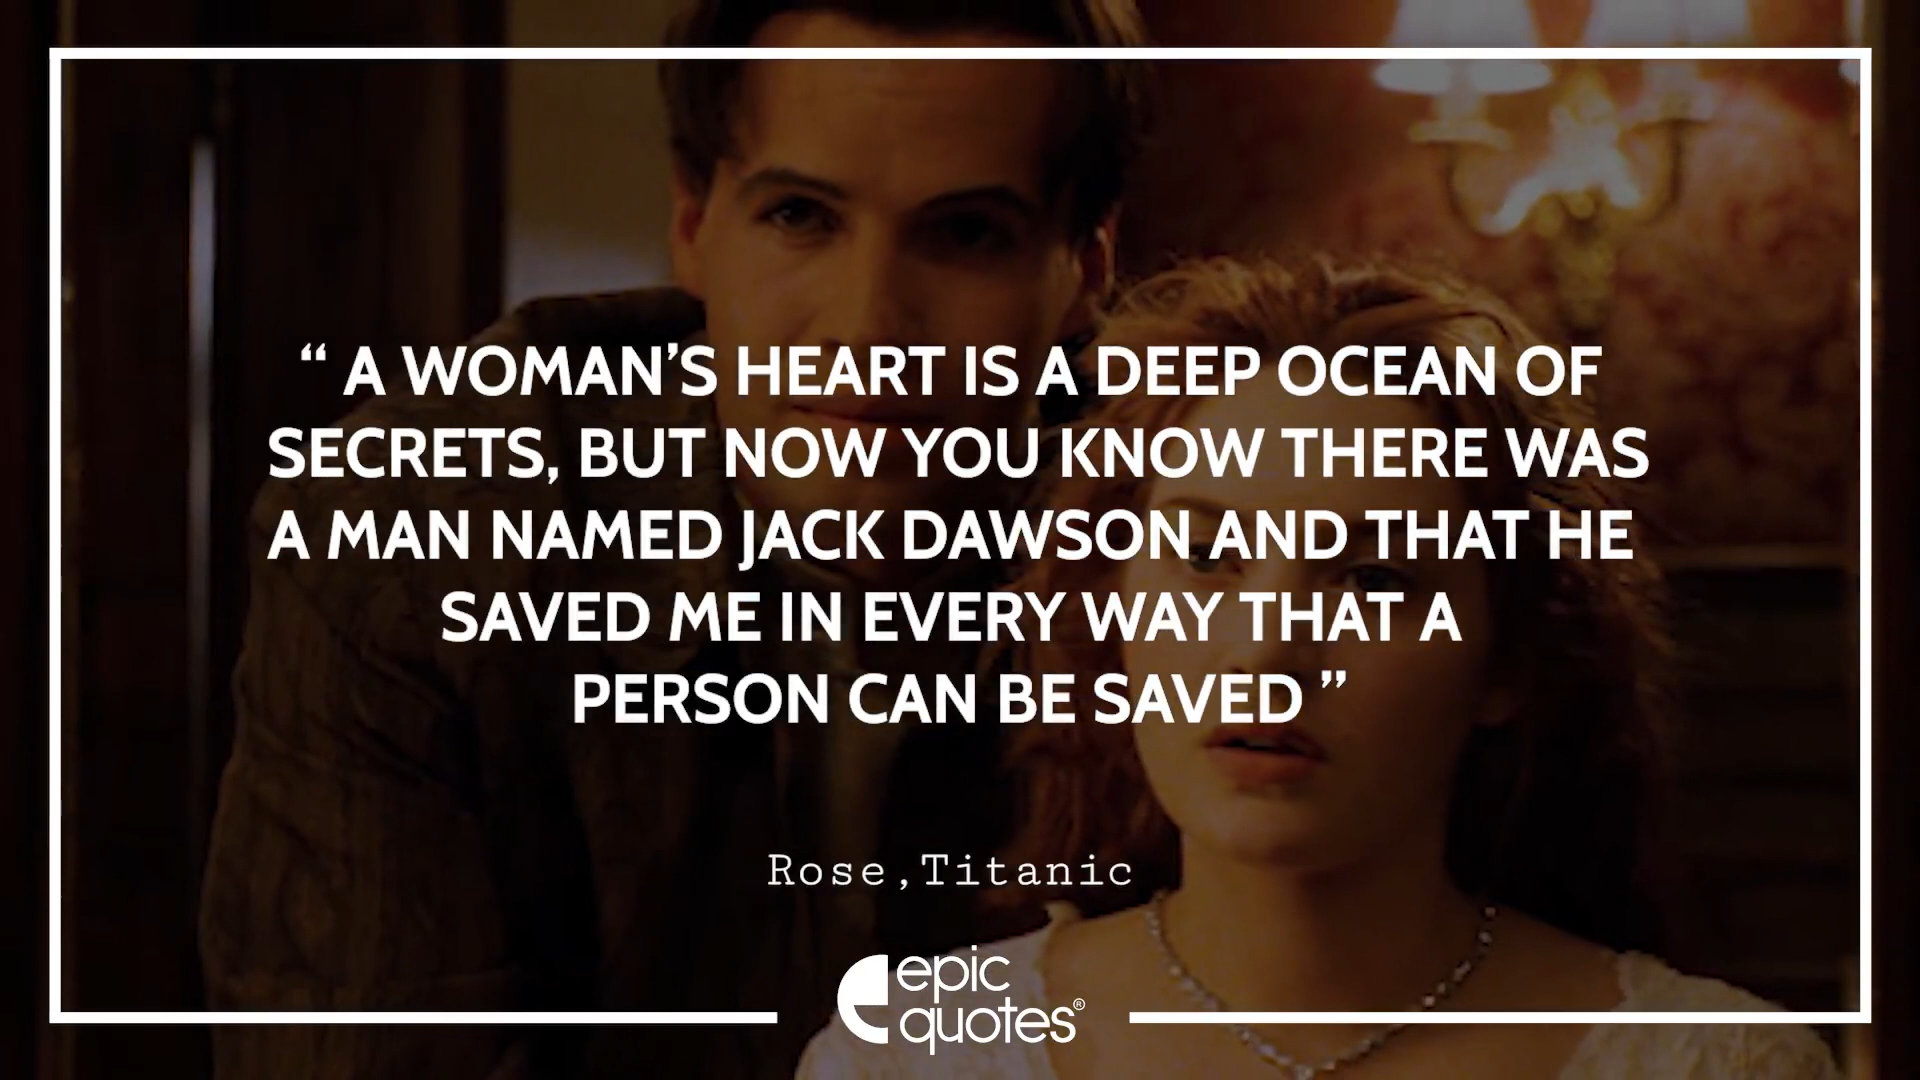 “ A WOMAN’S HEART IS A DEEP OCEAN OF
SECRETS, BUT NOW YOU KNOW THERE WAS
A MAN NAMED JACK DAWSON AND THAT HE
SAVED ME IN EVERY WAY THAT A
PERSON CAN BE SAVED ”
Rose,Titanic
epic
quotes®